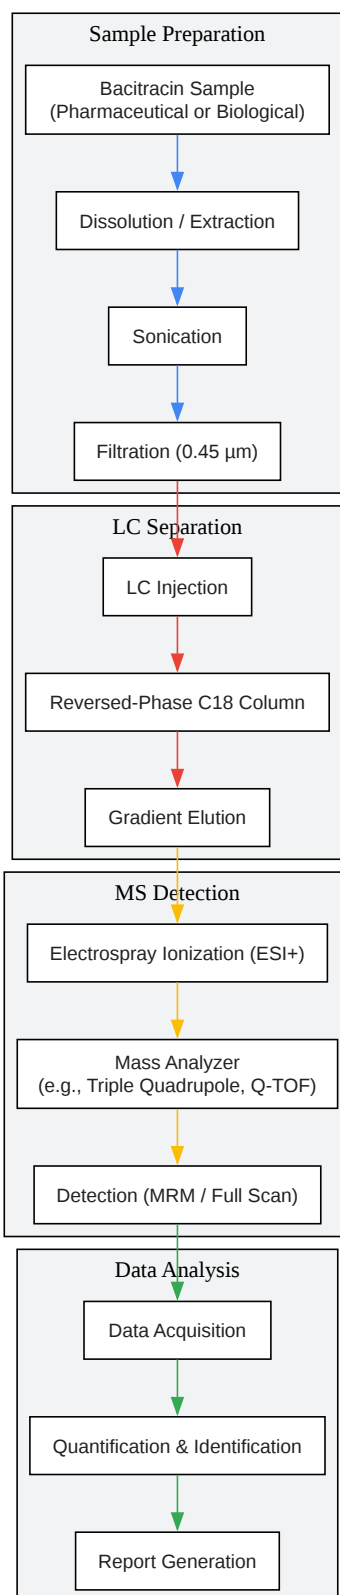 Sample Preparation
Bacitracin Sample
(Pharmaceutical or Biological)
Dissolution / Extraction
Sonication
Filtration (0.45 µm)
LC Separation
LC Injection
Reversed-Phase C18 Column
Gradient Elution
MS Detection
Electrospray Ionization (ESI+)
Mass Analyzer
(e.g., Triple Quadrupole, Q-TOF)
Detection (MRM / Full Scan)
Data Analysis
Data Acquisition
Quantification & Identification
Report Generation